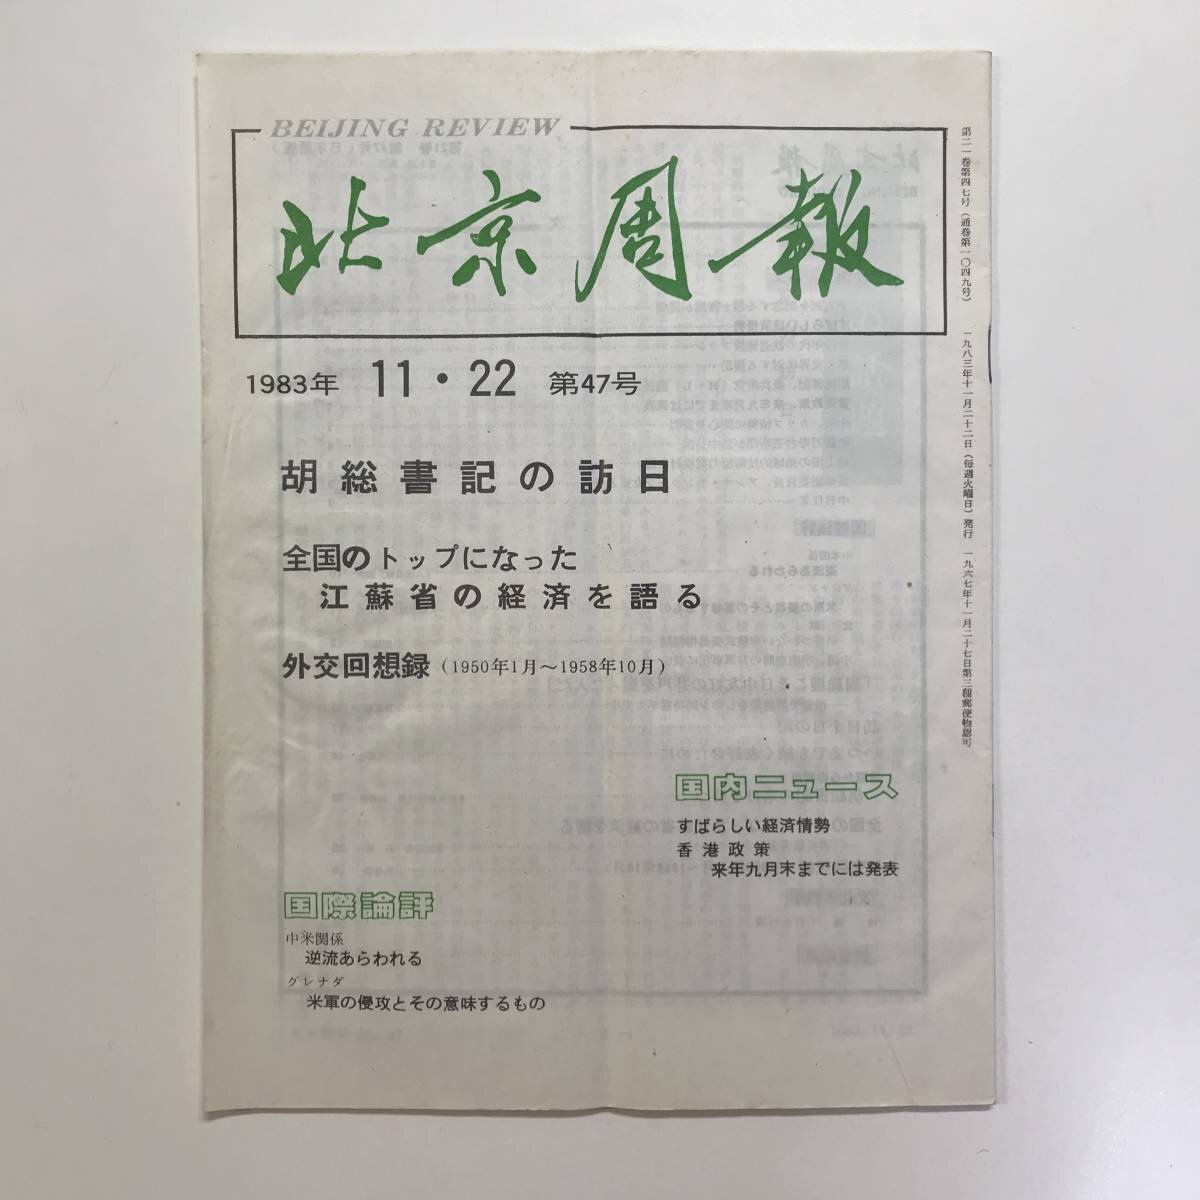 BEIJING REVIEW
北京周報
1983年 11・22 第47号
胡総書記の訪日
全国のトップになった
江蘇省の経済を語る
外交回想録（1950年1月～1958年10月）
国内ニュース
すばらしい経済情勢
香港政策
来年九月末までには発表
国際論評
中米関係
逆流あらわれる
グレナダ
米軍の侵攻とその意味するもの
第二一巻第四七号（通巻第一〇四九号） 一九八三年十一月二十二日（毎週火曜日）発行 一九六七年十一月二十七日第三種郵便物認可